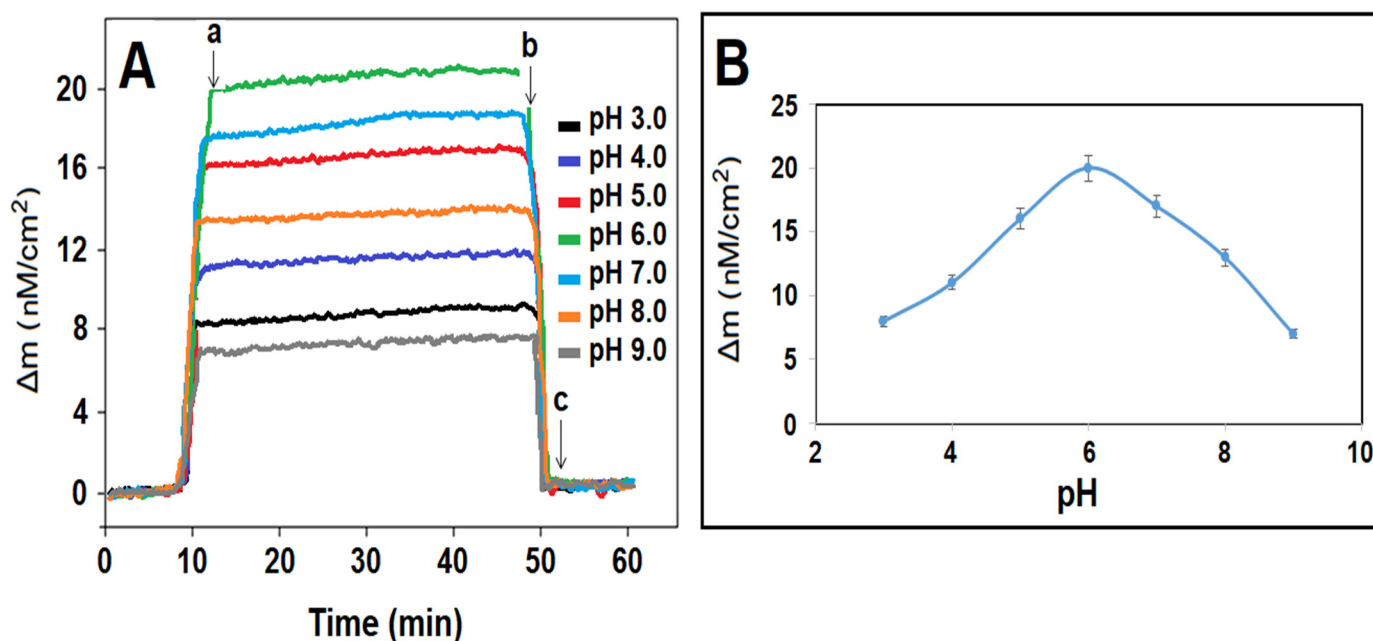 A
a
b
c
Δm ( nM/cm²)
20
16
12
8
4
0
0 10 20 30 40 50 60
Time (min)
pH 3.0
pH 4.0
pH 5.0
pH 6.0
pH 7.0
pH 8.0
pH 9.0
B
Δm ( nM/cm²)
25
20
15
10
5
0
2 4 6 8 10
pH